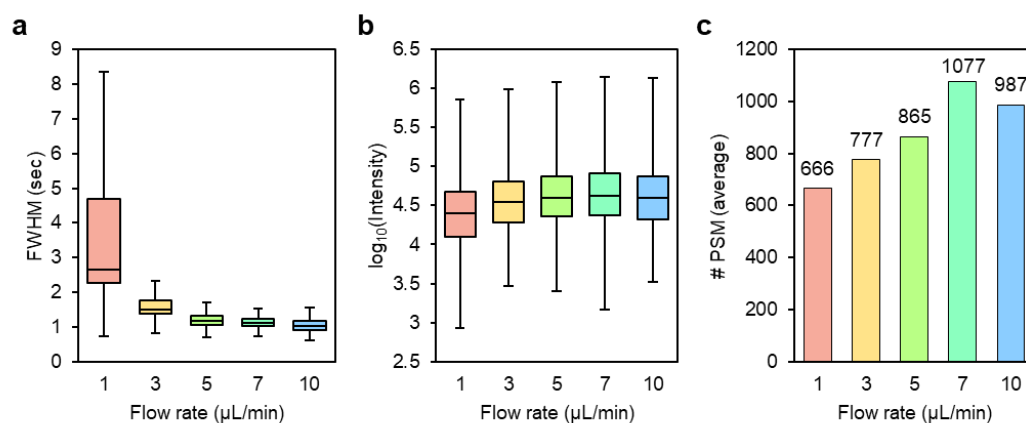 a
9
8
7
6
5
4
3
2
1
0
FWHM (sec)
1 3 5 7 10
Flow rate (µL/min)
b
6.5
6
5.5
5
4.5
4
3.5
3
2.5
log10(Intensity)
1 3 5 7 10
Flow rate (µL/min)
c
1200
1000
800
600
400
200
0
# PSM (average)
666
777
865
1077
987
1 3 5 7 10
Flow rate (µL/min)